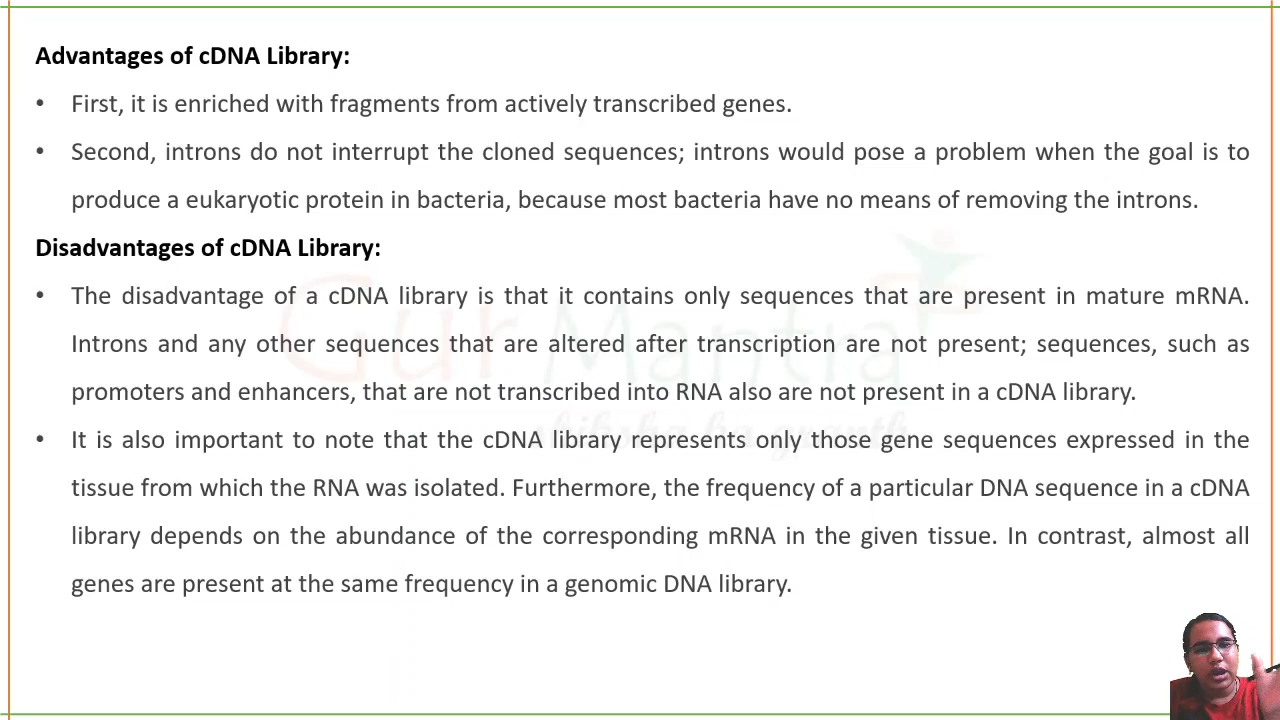 Advantages of cDNA Library:
• First, it is enriched with fragments from actively transcribed genes.
• Second, introns do not interrupt the cloned sequences; introns would pose a problem when the goal is to
produce a eukaryotic protein in bacteria, because most bacteria have no means of removing the introns.
Disadvantages of cDNA Library:
• The disadvantage of a cDNA library is that it contains only sequences that are present in mature mRNA.
Introns and any other sequences that are altered after transcription are not present; sequences, such as
promoters and enhancers, that are not transcribed into RNA also are not present in a cDNA library.
• It is also important to note that the cDNA library represents only those gene sequences expressed in the
tissue from which the RNA was isolated. Furthermore, the frequency of a particular DNA sequence in a cDNA
library depends on the abundance of the corresponding mRNA in the given tissue. In contrast, almost all
genes are present at the same frequency in a genomic DNA library.
Gur Mantra